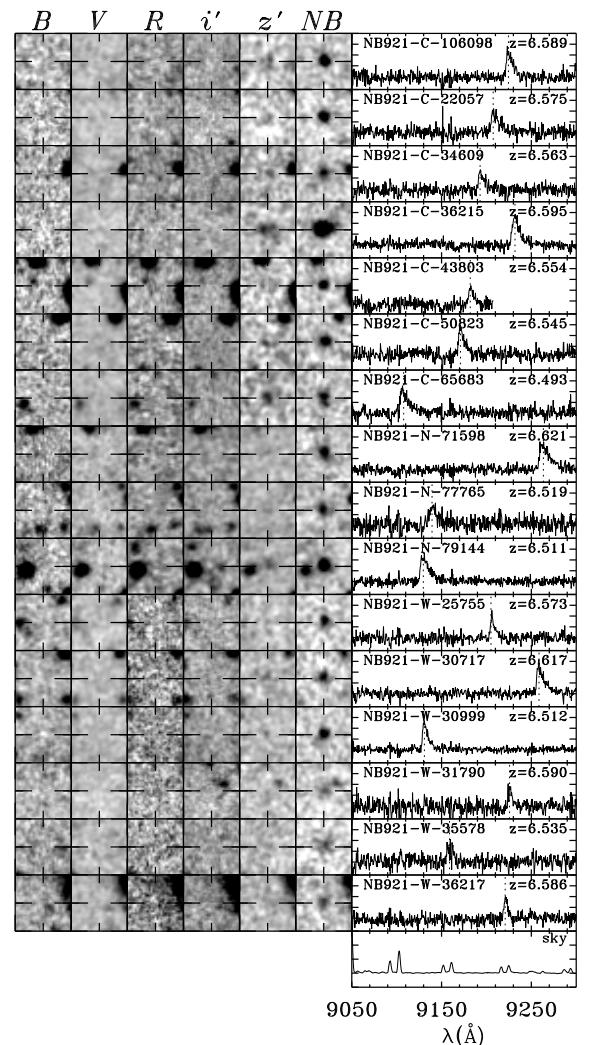 B V R i′ z′ NB
NB921-C-106098 z=6.589
NB921-C-22057 z=6.575
NB921-C-34609 z=6.563
NB921-C-36215 z=6.595
NB921-C-43803 z=6.554
NB921-C-50823 z=6.545
NB921-C-65683 z=6.493
NB921-N-71598 z=6.621
NB921-N-77765 z=6.519
NB921-N-79144 z=6.511
NB921-W-25755 z=6.573
NB921-W-30717 z=6.617
NB921-W-30999 z=6.512
NB921-W-31790 z=6.590
NB921-W-35578 z=6.535
NB921-W-36217 z=6.586
sky
9050 9150 9250
λ(Å)